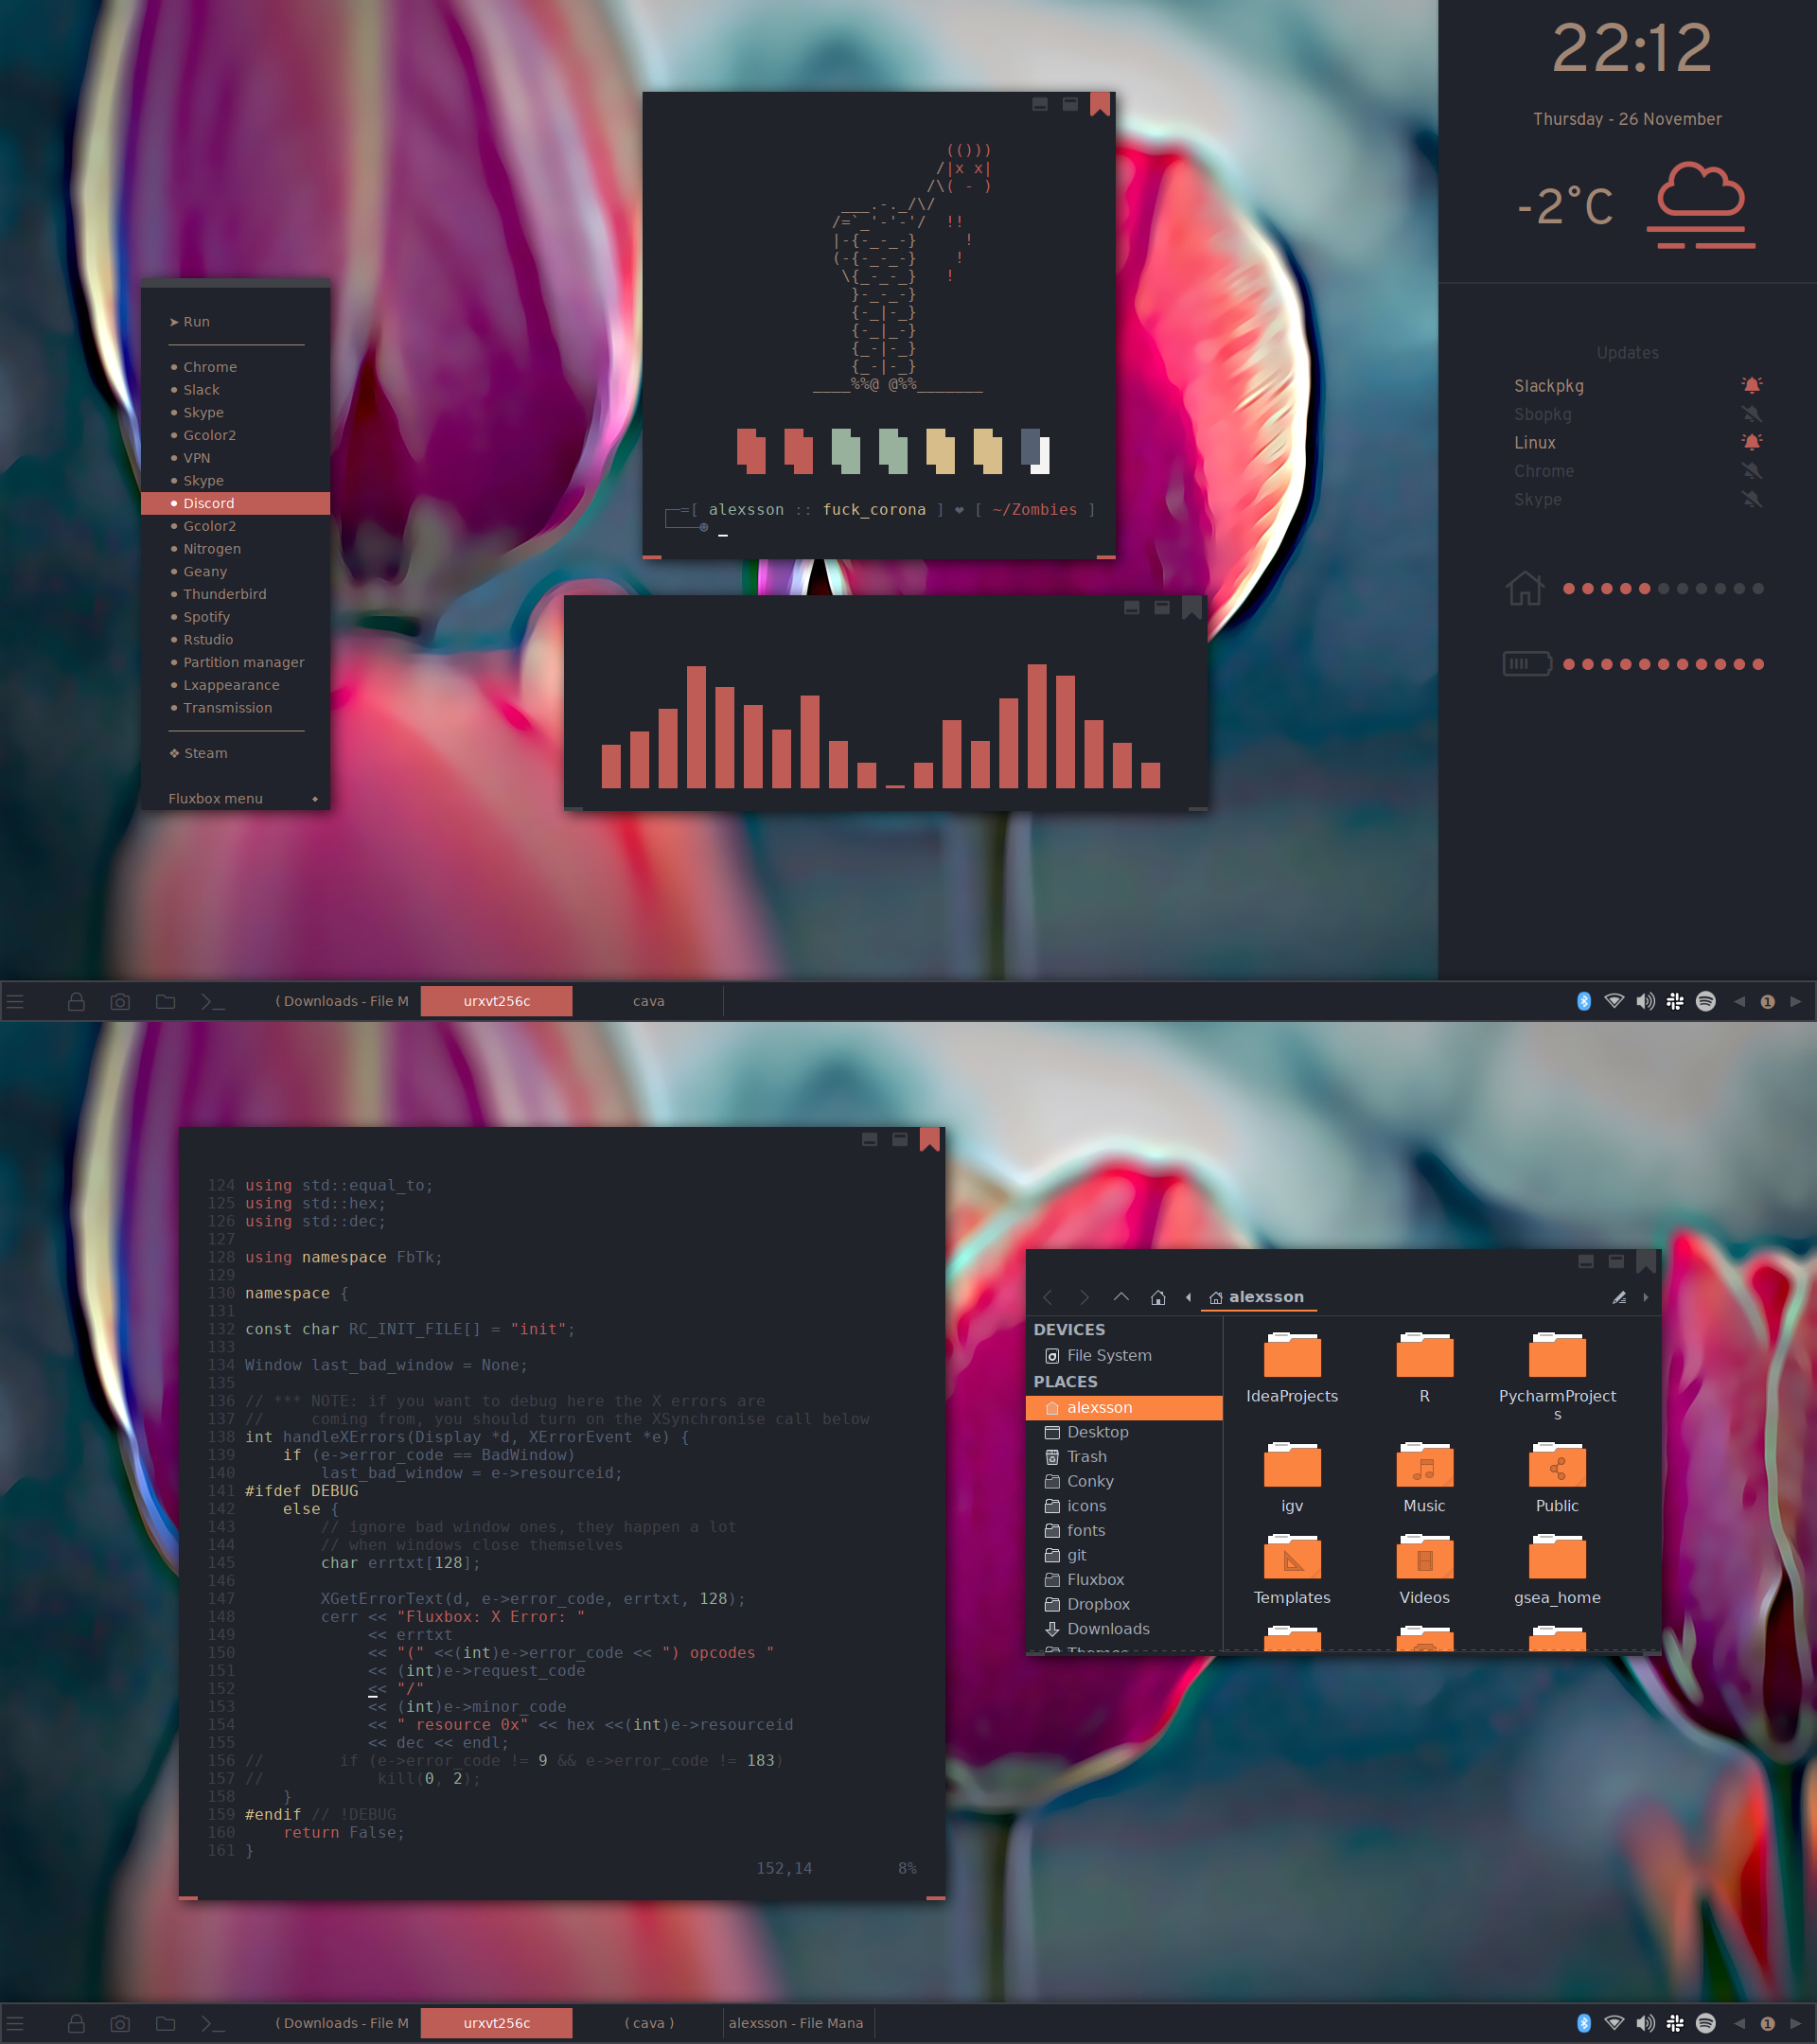 22:12
Thursday - 26 November
-2°C
Updates
Slackpkg
Sbopkg
Linux
Chrome
Skype
➤ Run
• Chrome
• Slack
• Skype
• Gcolor2
• VPN
• Skype
• Discord
• Gcolor2
• Nitrogen
• Geany
• Thunderbird
• Spotify
• Rstudio
• Partition manager
• Lxappearance
• Transmission
❖ Steam
Fluxbox menu
(()))
/|x x|
/\( - )
___.-._/\/
/=`_'-'-'/  !!
|-{-_-_-}     !
(-{-_-_-}    !
\{_-_-_}   !
}-_-_-}
{-_|-_}
{-_|_-}
{_-|-_}
{_-|-_}
____%%@ @%%_______
┌─=[ alexsson :: fuck_corona ] ❤ [ ~/Zombies ]
└───☻ _
( Downloads - File M
urxvt256c
cava
1
124 using std::equal_to;
125 using std::hex;
126 using std::dec;
127
128 using namespace FbTk;
129
130 namespace {
131
132 const char RC_INIT_FILE[] = "init";
133
134 Window last_bad_window = None;
135
136 // *** NOTE: if you want to debug here the X errors are
137 //     coming from, you should turn on the XSynchronise call below
138 int handleXErrors(Display *d, XErrorEvent *e) {
139     if (e->error_code == BadWindow)
140         last_bad_window = e->resourceid;
141 #ifdef DEBUG
142     else {
143         // ignore bad window ones, they happen a lot
144         // when windows close themselves
145         char errtxt[128];
146
147         XGetErrorText(d, e->error_code, errtxt, 128);
148         cerr << "Fluxbox: X Error: "
149              << errtxt
150              << "(" <<(int)e->error_code << ") opcodes "
151              << (int)e->request_code
152              << "/"
153              << (int)e->minor_code
154              << " resource 0x" << hex <<(int)e->resourceid
155              << dec << endl;
156 //        if (e->error_code != 9 && e->error_code != 183)
157 //            kill(0, 2);
158     }
159 #endif // !DEBUG
160     return False;
161 }
152,14         8%
alexsson
DEVICES
File System
PLACES
alexsson
Desktop
Trash
Conky
icons
fonts
git
Fluxbox
Dropbox
Downloads
IdeaProjects
R
PycharmProject
s
igv
Music
Public
Templates
Videos
gsea_home
( Downloads - File M
urxvt256c
( cava )
alexsson - File Mana
1